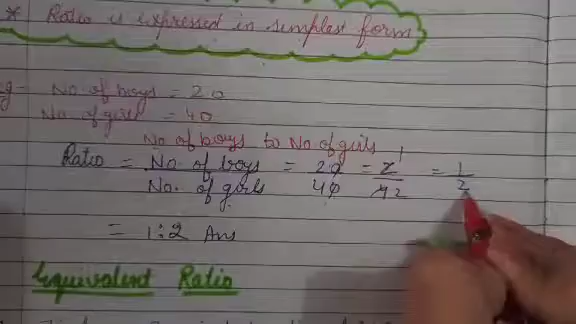 * Ratio is expressed in simplest form
eg- No. of boys = 20
No. of girls = 40
No of boys to No of girls
Ratio = No. of boys / No. of girls = 20/40 = 2 1/4 2 = 1/2
= 1:2 Ans
Equivalent Ratio